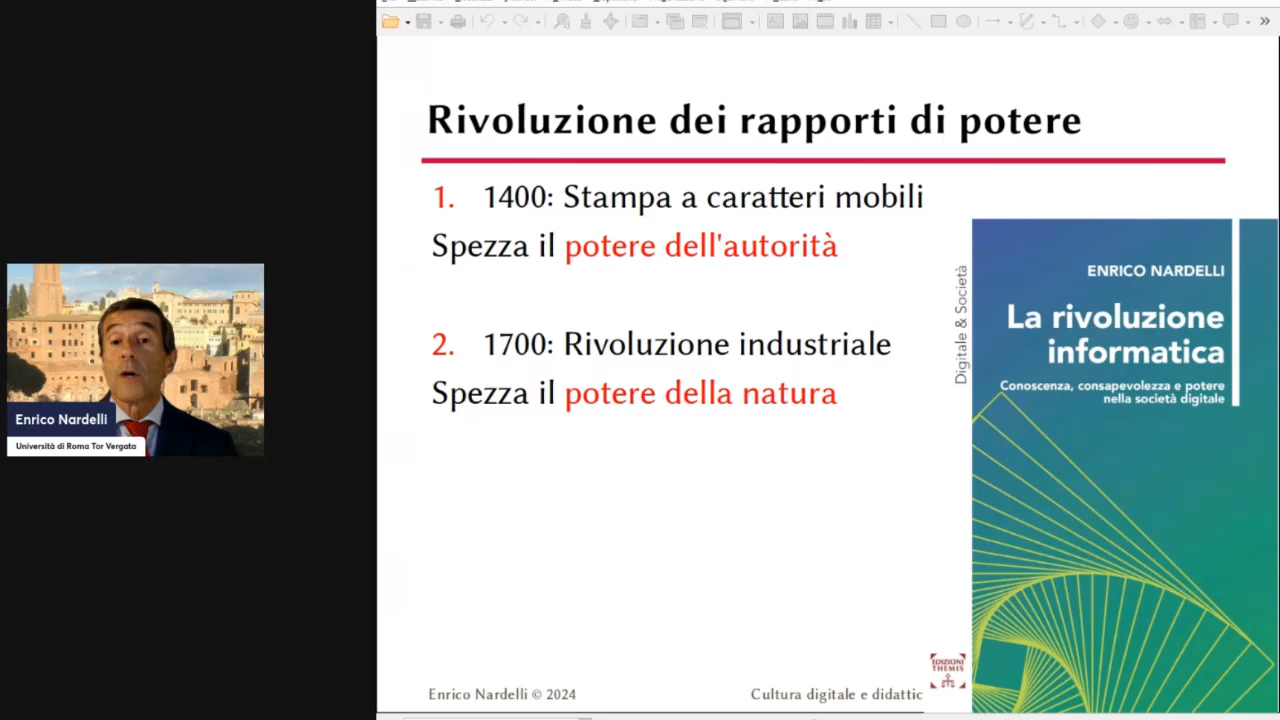 Rivoluzione dei rapporti di potere
1. 1400: Stampa a caratteri mobili
Spezza il potere dell'autorità
2. 1700: Rivoluzione industriale
Spezza il potere della natura
Digitale & Società
ENRICO NARDELLI
La rivoluzione
informatica
Conoscenza, consapevolezza e potere
nella società digitale
Enrico Nardelli
Università di Roma Tor Vergata
EDIZIONI
THEMIS
Enrico Nardelli © 2024
Cultura digitale e didattic